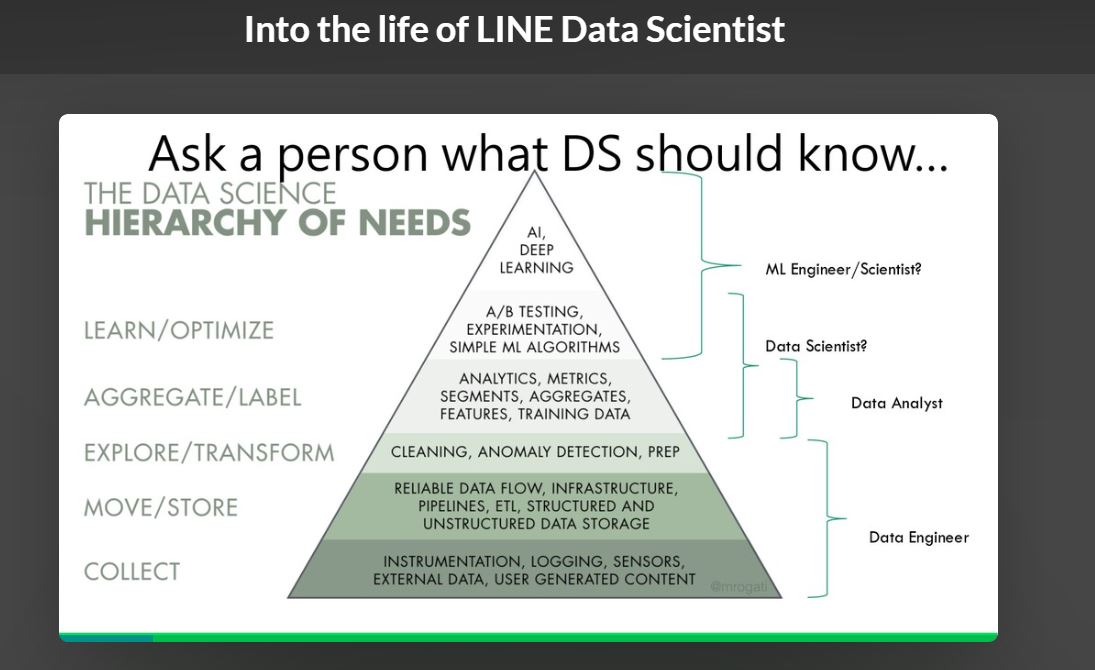 Into the life of LINE Data Scientist
Ask a person what DS should know...
THE DATA SCIENCE
HIERARCHY OF NEEDS
AI,
DEEP
LEARNING
ML Engineer/Scientist?
LEARN/OPTIMIZE
A/B TESTING,
EXPERIMENTATION,
SIMPLE ML ALGORITHMS
Data Scientist?
AGGREGATE/LABEL
ANALYTICS, METRICS,
SEGMENTS, AGGREGATES,
FEATURES, TRAINING DATA
Data Analyst
EXPLORE/TRANSFORM
CLEANING, ANOMALY DETECTION, PREP
MOVE/STORE
RELIABLE DATA FLOW, INFRASTRUCTURE,
PIPELINES, ETL, STRUCTURED AND
UNSTRUCTURED DATA STORAGE
Data Engineer
COLLECT
INSTRUMENTATION, LOGGING, SENSORS,
EXTERNAL DATA, USER GENERATED CONTENT
@mrogati